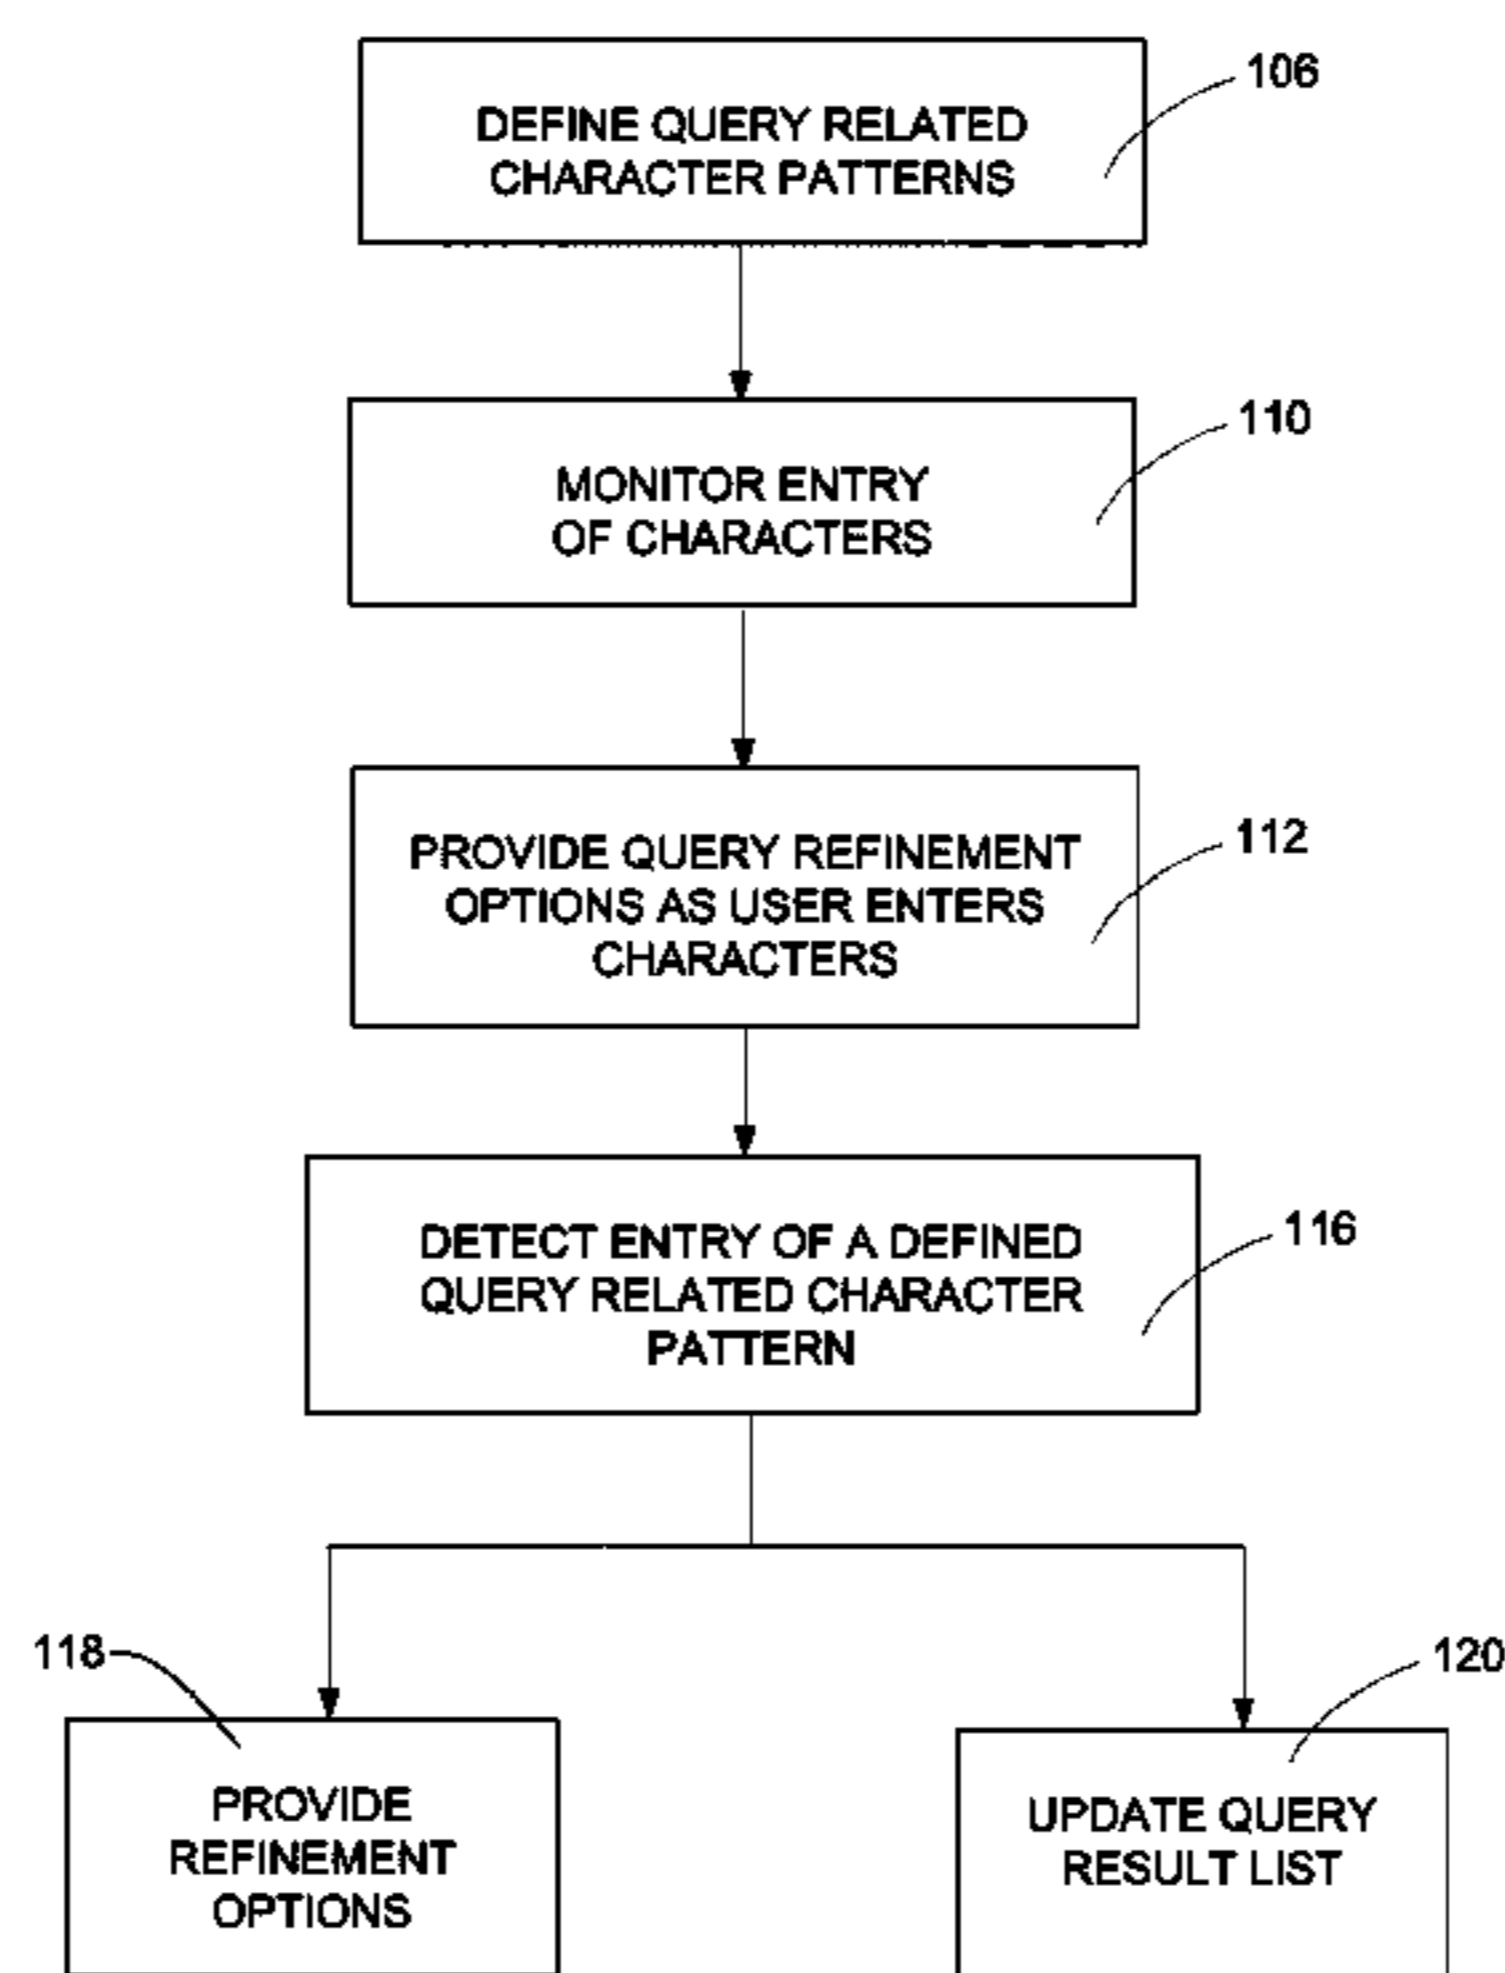 106
DEFINE QUERY RELATED
CHARACTER PATTERNS
110
MONITOR ENTRY
OF CHARACTERS
112
PROVIDE QUERY REFINEMENT
OPTIONS AS USER ENTERS
CHARACTERS
116
DETECT ENTRY OF A DEFINED
QUERY RELATED CHARACTER
PATTERN
118
PROVIDE
REFINEMENT
OPTIONS
120
UPDATE QUERY
RESULT LIST